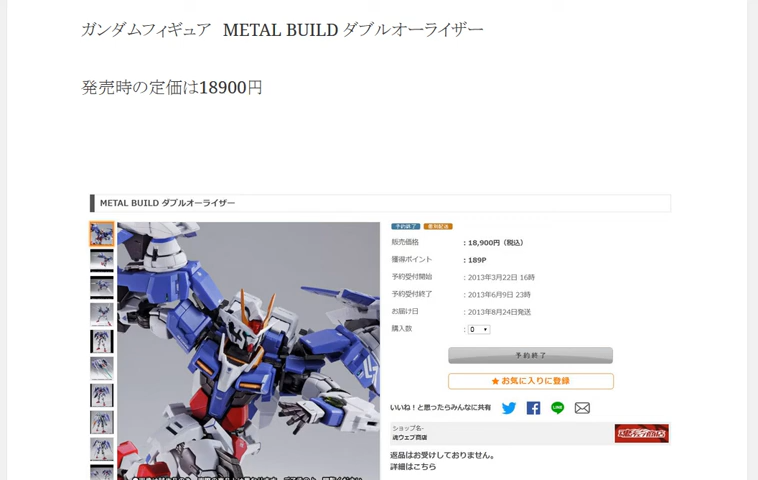 ガンダムフィギュア METAL BUILD ダブルオーライザー
発売時の定価は18900円
METAL BUILD ダブルオーライザー
予約終了
販売価格 : 18,900円（税込）
獲得ポイント : 189P
予約受付開始 : 2013年3月22日 16時
予約受付終了 : 2013年6月9日 23時
お届け日 : 2013年8月24日発送
購入数 : 0
予約終了
★ お気に入りに登録
いいね！と思ったらみんなに共有
LINE
ショップ名-
魂ウェブ商店
返品はお受けしておりません。
詳細はこちら